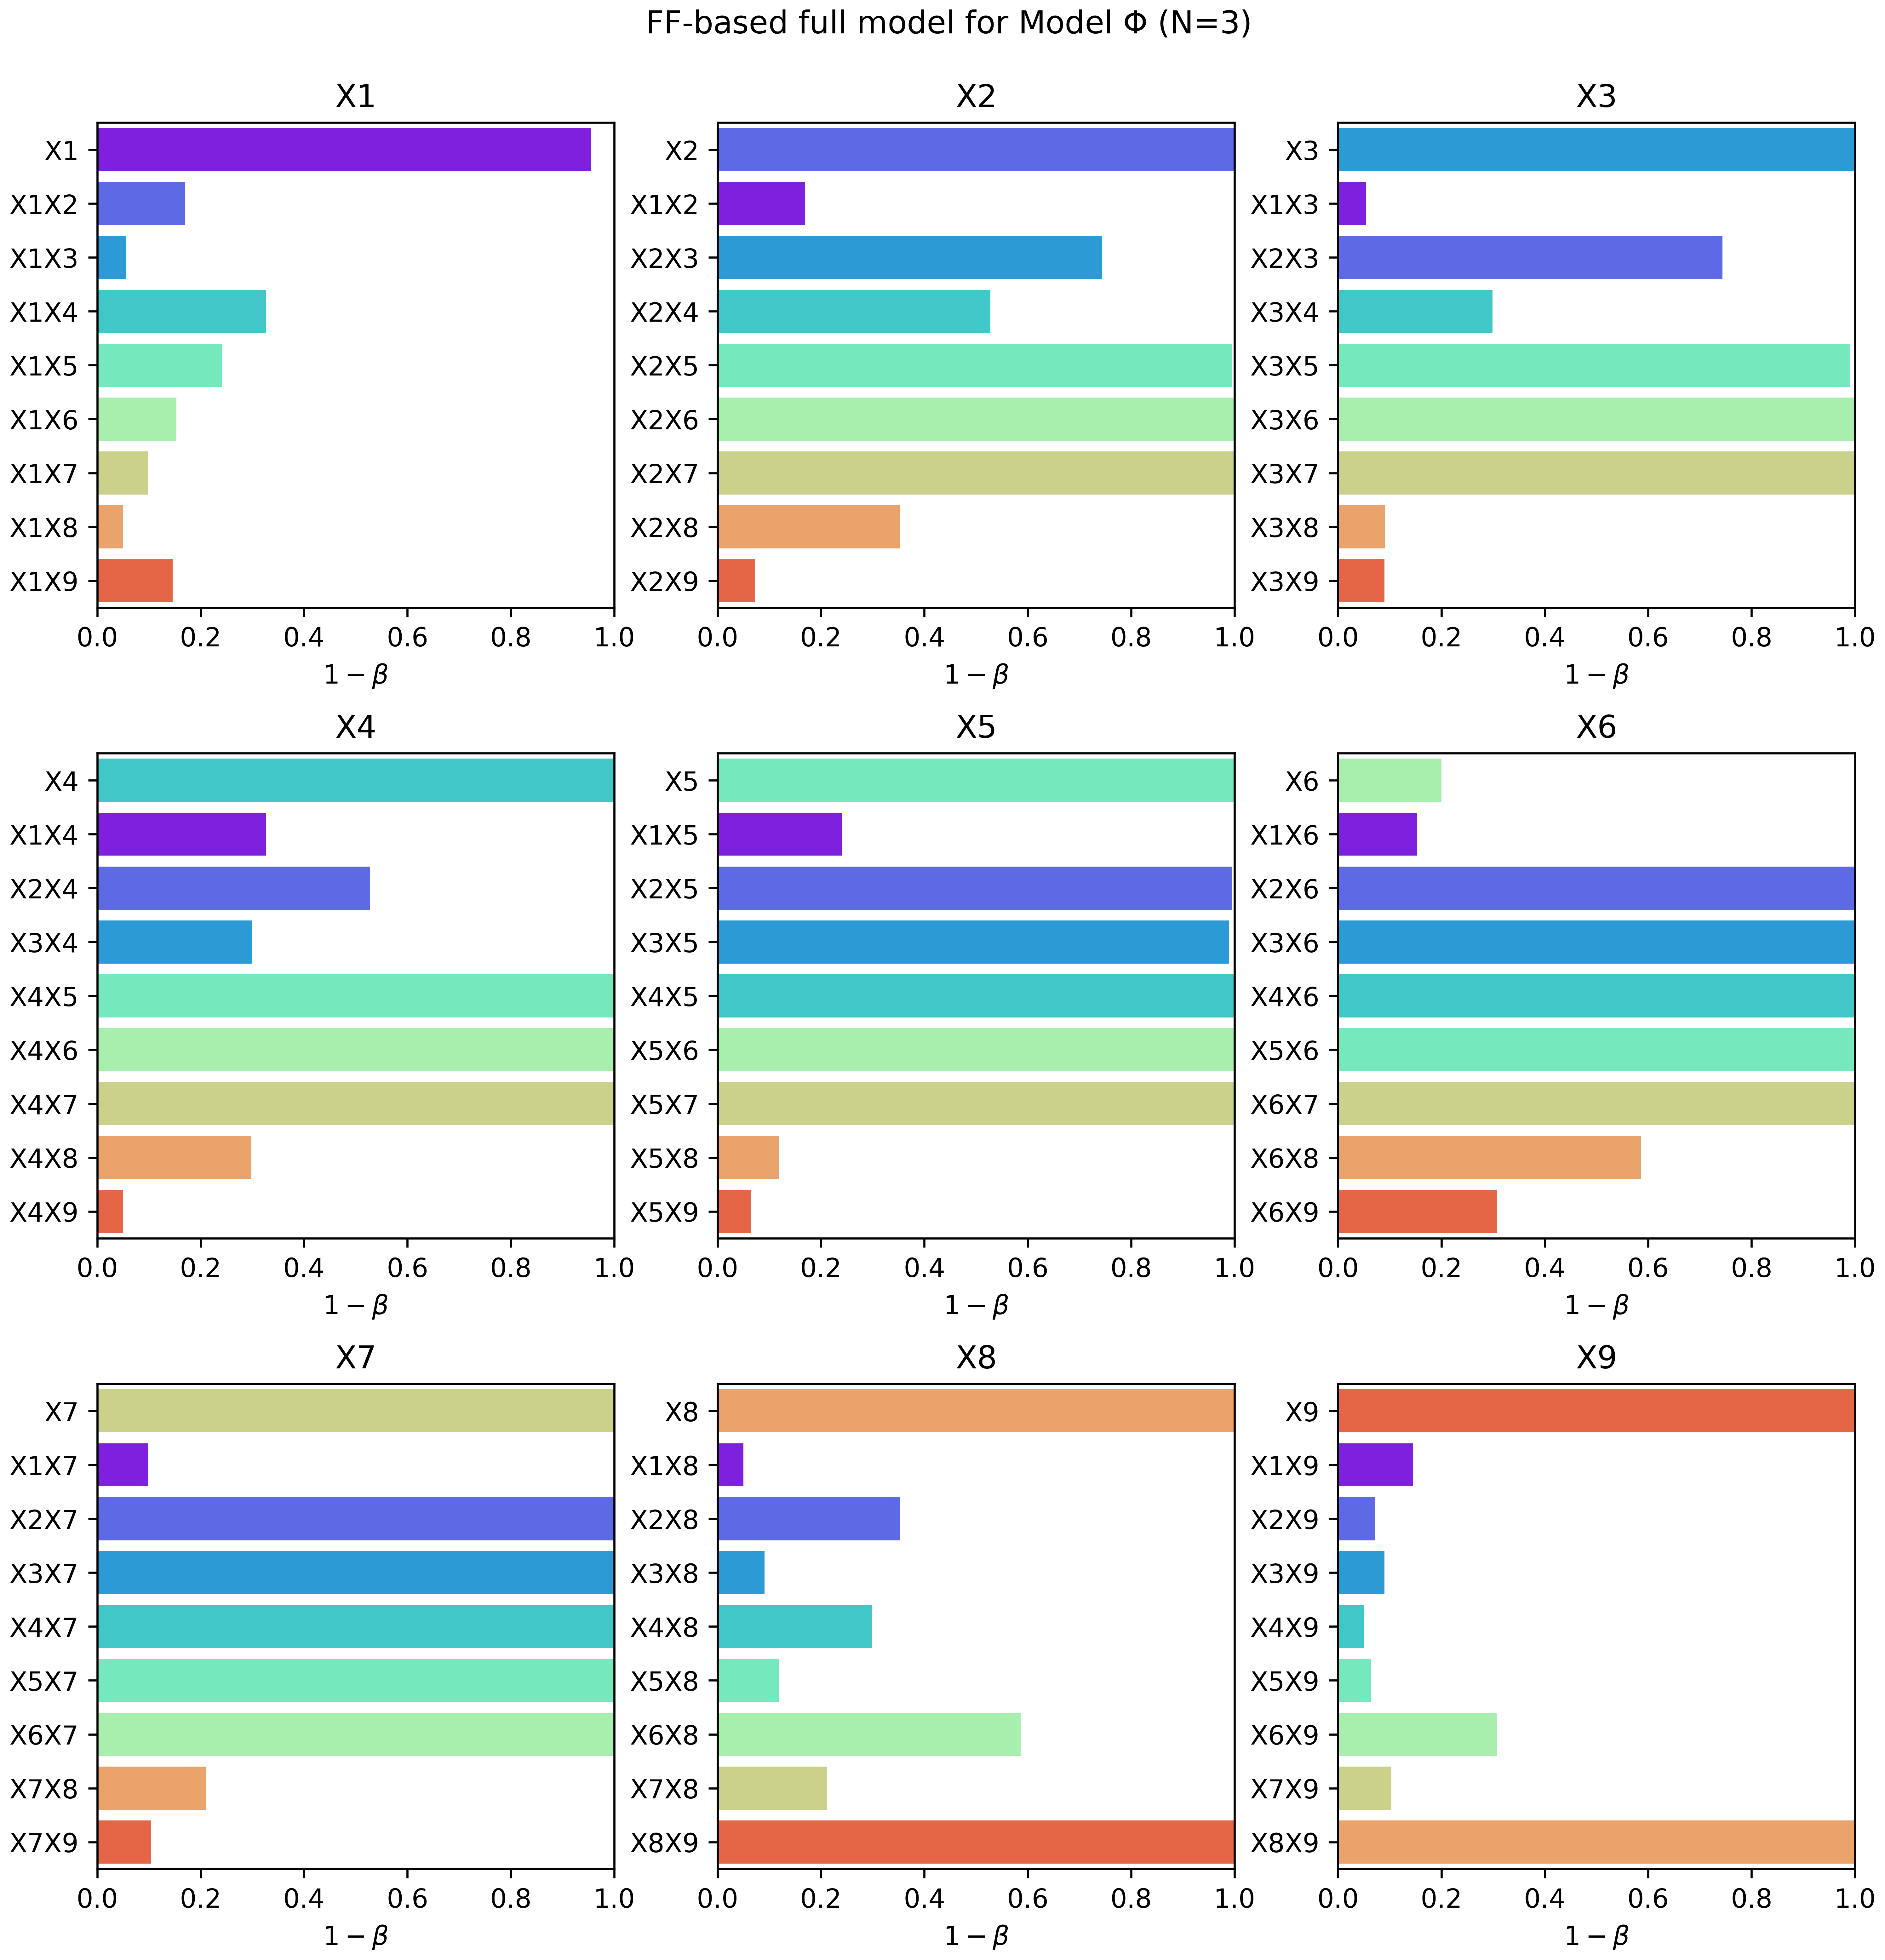 FF-based full model for Model Φ (N=3)
X1
X1
X1X2
X1X3
X1X4
X1X5
X1X6
X1X7
X1X8
X1X9
0.0 0.2 0.4 0.6 0.8 1.0
1 − β
X2
X2
X1X2
X2X3
X2X4
X2X5
X2X6
X2X7
X2X8
X2X9
0.0 0.2 0.4 0.6 0.8 1.0
1 − β
X3
X3
X1X3
X2X3
X3X4
X3X5
X3X6
X3X7
X3X8
X3X9
0.0 0.2 0.4 0.6 0.8 1.0
1 − β
X4
X4
X1X4
X2X4
X3X4
X4X5
X4X6
X4X7
X4X8
X4X9
0.0 0.2 0.4 0.6 0.8 1.0
1 − β
X5
X5
X1X5
X2X5
X3X5
X4X5
X5X6
X5X7
X5X8
X5X9
0.0 0.2 0.4 0.6 0.8 1.0
1 − β
X6
X6
X1X6
X2X6
X3X6
X4X6
X5X6
X6X7
X6X8
X6X9
0.0 0.2 0.4 0.6 0.8 1.0
1 − β
X7
X7
X1X7
X2X7
X3X7
X4X7
X5X7
X6X7
X7X8
X7X9
0.0 0.2 0.4 0.6 0.8 1.0
1 − β
X8
X8
X1X8
X2X8
X3X8
X4X8
X5X8
X6X8
X7X8
X8X9
0.0 0.2 0.4 0.6 0.8 1.0
1 − β
X9
X9
X1X9
X2X9
X3X9
X4X9
X5X9
X6X9
X7X9
X8X9
0.0 0.2 0.4 0.6 0.8 1.0
1 − β